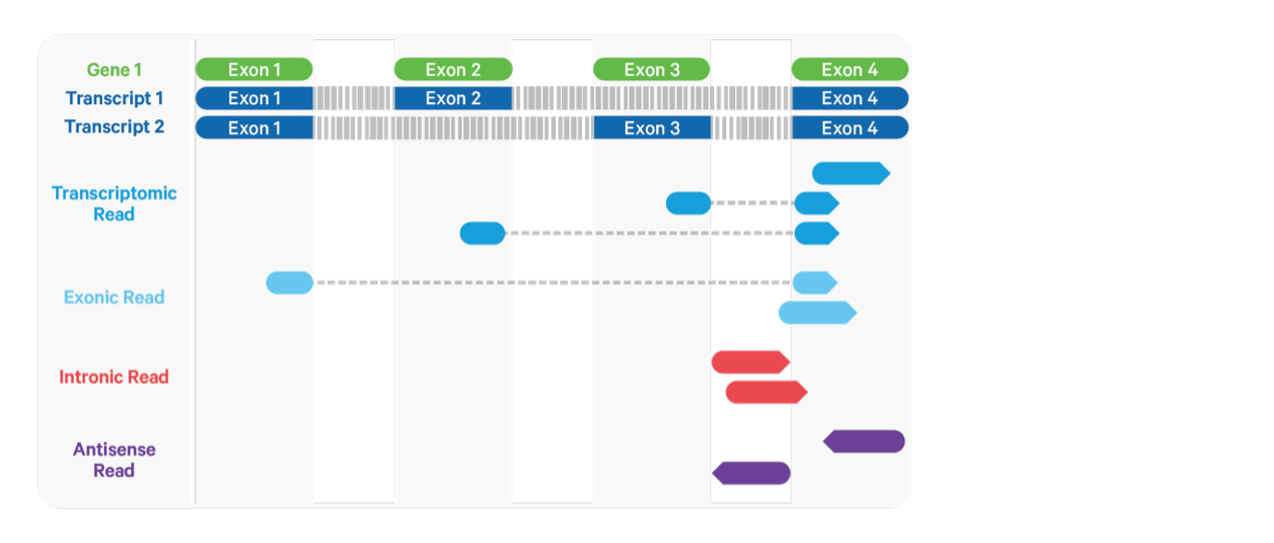 Gene 1 Exon 1 Exon 2 Exon 3 Exon 4
Transcript 1 Exon 1 Exon 2 Exon 4
Transcript 2 Exon 1 Exon 3 Exon 4
Transcriptomic
Read
Exonic Read
Intronic Read
Antisense
Read